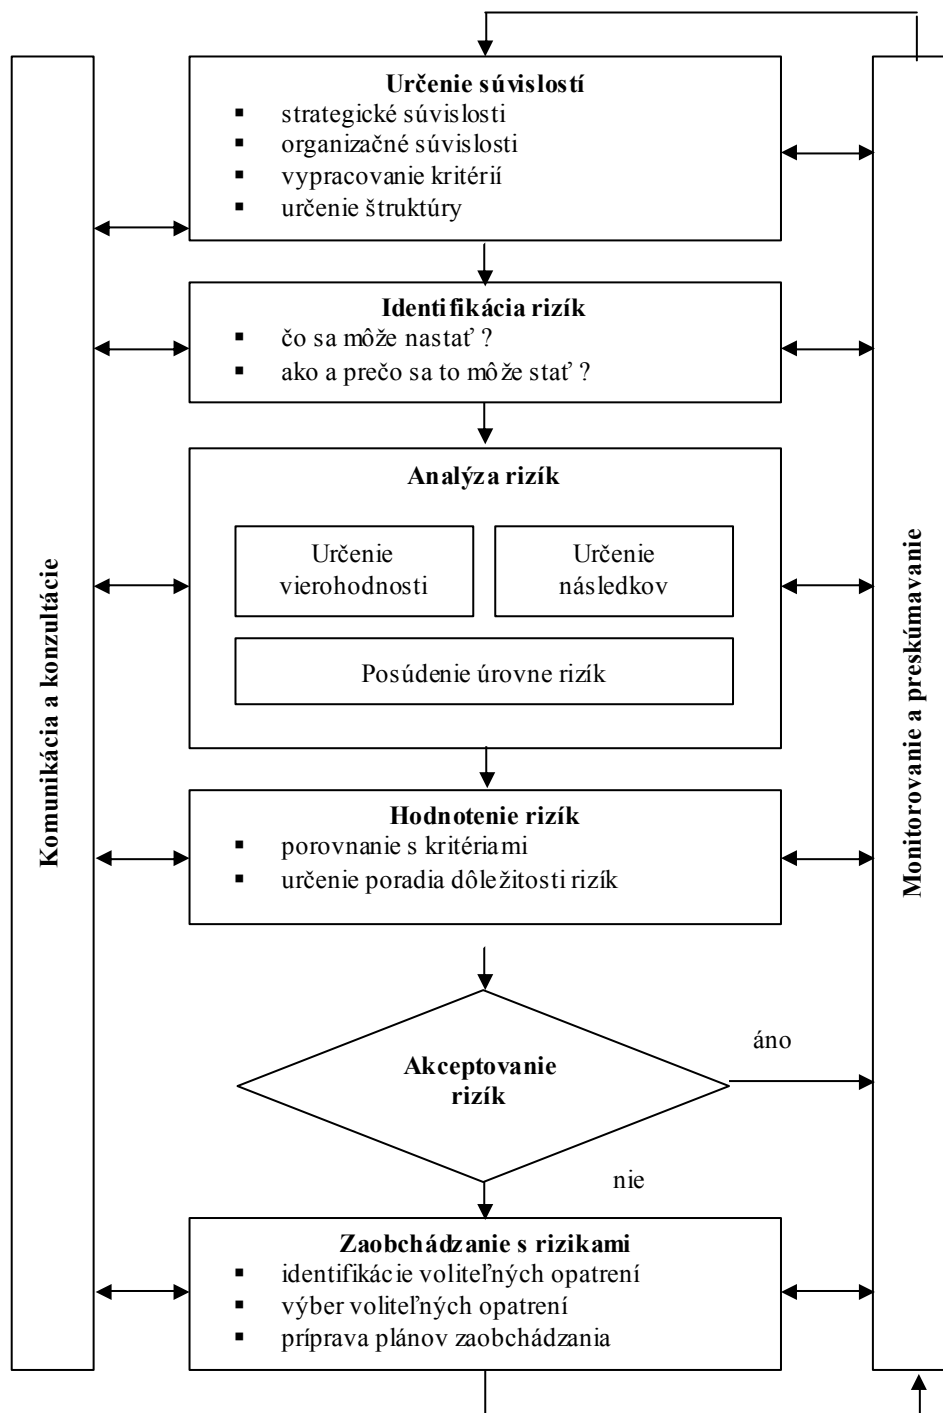 Určenie súvislostí
▪ strategické súvislosti
▪ organizačné súvislosti
▪ vypracovanie kritérií
▪ určenie štruktúry
Identifikácia rizík
▪ čo sa môže nastať ?
▪ ako a prečo sa to môže stať ?
Analýza rizík
Určenie
vierohodnosti
Určenie
následkov
Posúdenie úrovne rizík
Komunikácia a konzultácie
Monitorovanie a preskúmavanie
Hodnotenie rizík
▪ porovnanie s kritériami
▪ určenie poradia dôležitosti rizík
Akceptovanie
rizík
áno
nie
Zaobchádzanie s rizikami
▪ identifikácie voliteľných opatrení
▪ výber voliteľných opatrení
▪ príprava plánov zaobchádzania